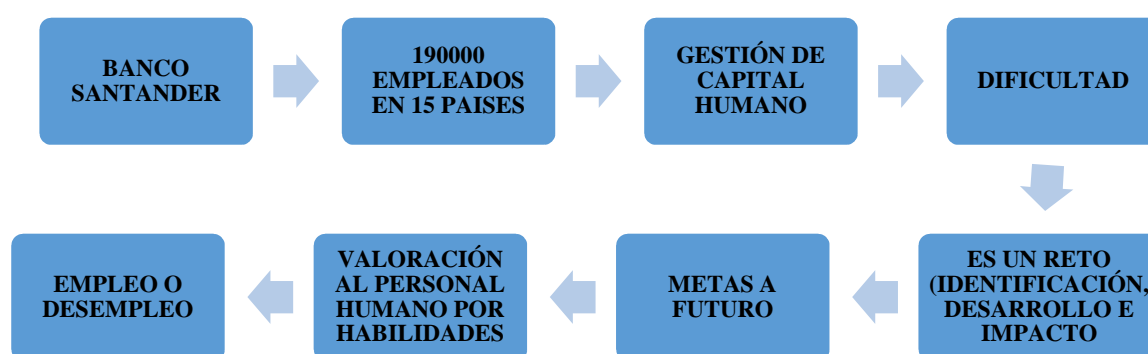 BANCO
SANTANDER
190000
EMPLEADOS
EN 15 PAISES
GESTIÓN DE
CAPITAL
HUMANO
DIFICULTAD
ES UN RETO
(IDENTIFICACIÓN,
DESARROLLO E
IMPACTO
METAS A
FUTURO
VALORACIÓN
AL PERSONAL
HUMANO POR
HABILIDADES
EMPLEO O
DESEMPLEO